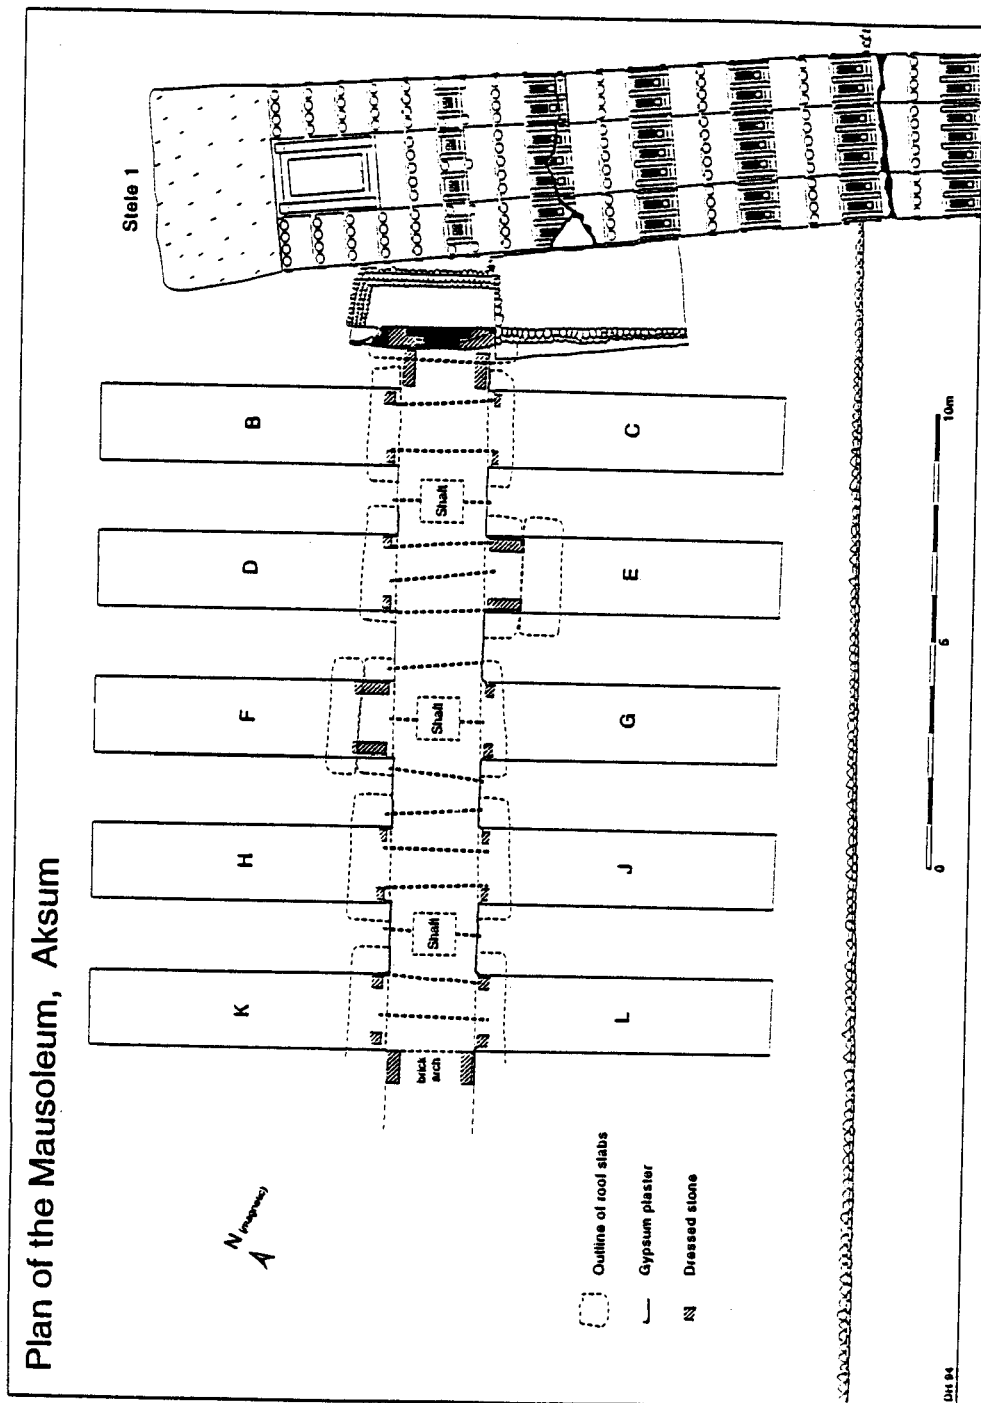 Plan of the Mausoleum, Aksum
Stele 1
B
C
Shaft
D
E
F
Shaft
G
H
J
Shaft
K
L
brick
arch
N (magnetic)
Outline of roof slabs
Gypsum plaster
Dressed stone
0
5
10m
DH 94